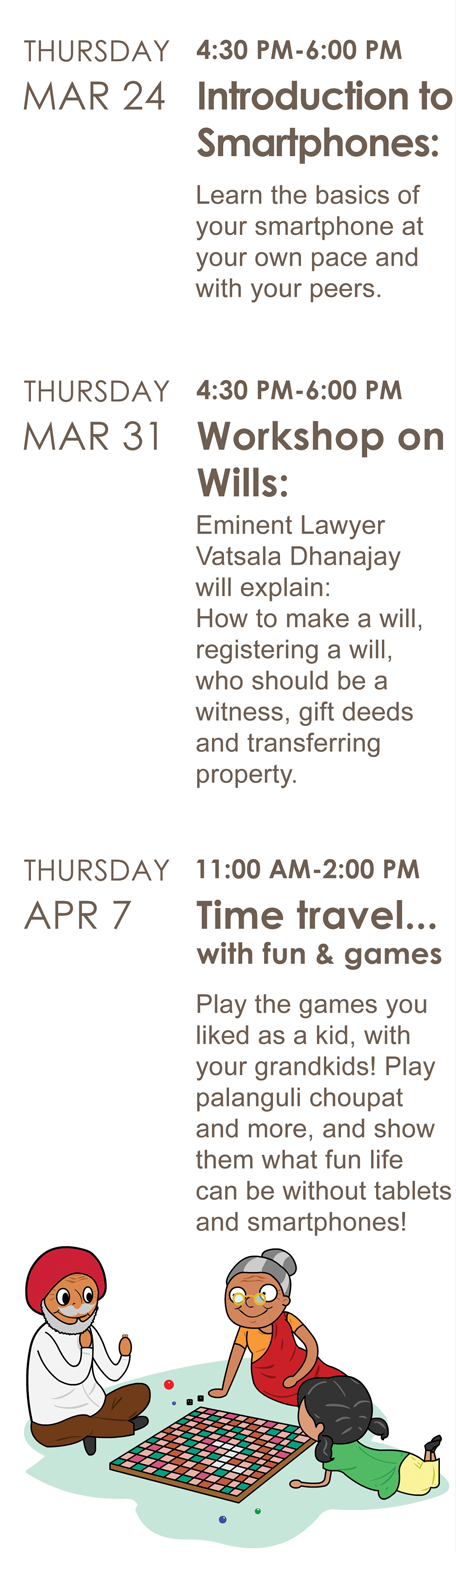 THURSDAY 4:30 PM-6:00 PM
MAR 24 Introduction to
Smartphones:
Learn the basics of
your smartphone at
your own pace and
with your peers.
THURSDAY 4:30 PM-6:00 PM
MAR 31 Workshop on
Wills:
Eminent Lawyer
Vatsala Dhanajay
will explain:
How to make a will,
registering a will,
who should be a
witness, gift deeds
and transferring
property.
THURSDAY 11:00 AM-2:00 PM
APR 7 Time travel...
with fun & games
Play the games you
liked as a kid, with
your grandkids! Play
palanguli choupat
and more, and show
them what fun life
can be without tablets
and smartphones!